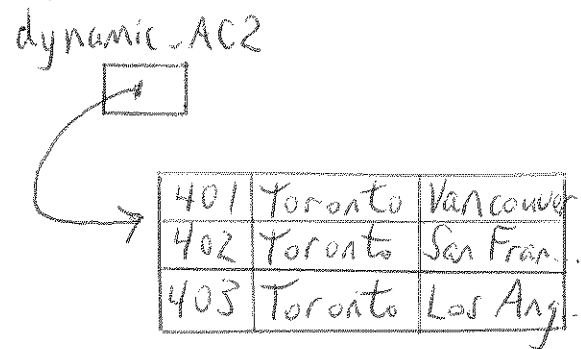 dynamic_AC2
401 Toronto Vancouver
402 Toronto San Fran..
403 Toronto Los Ang.